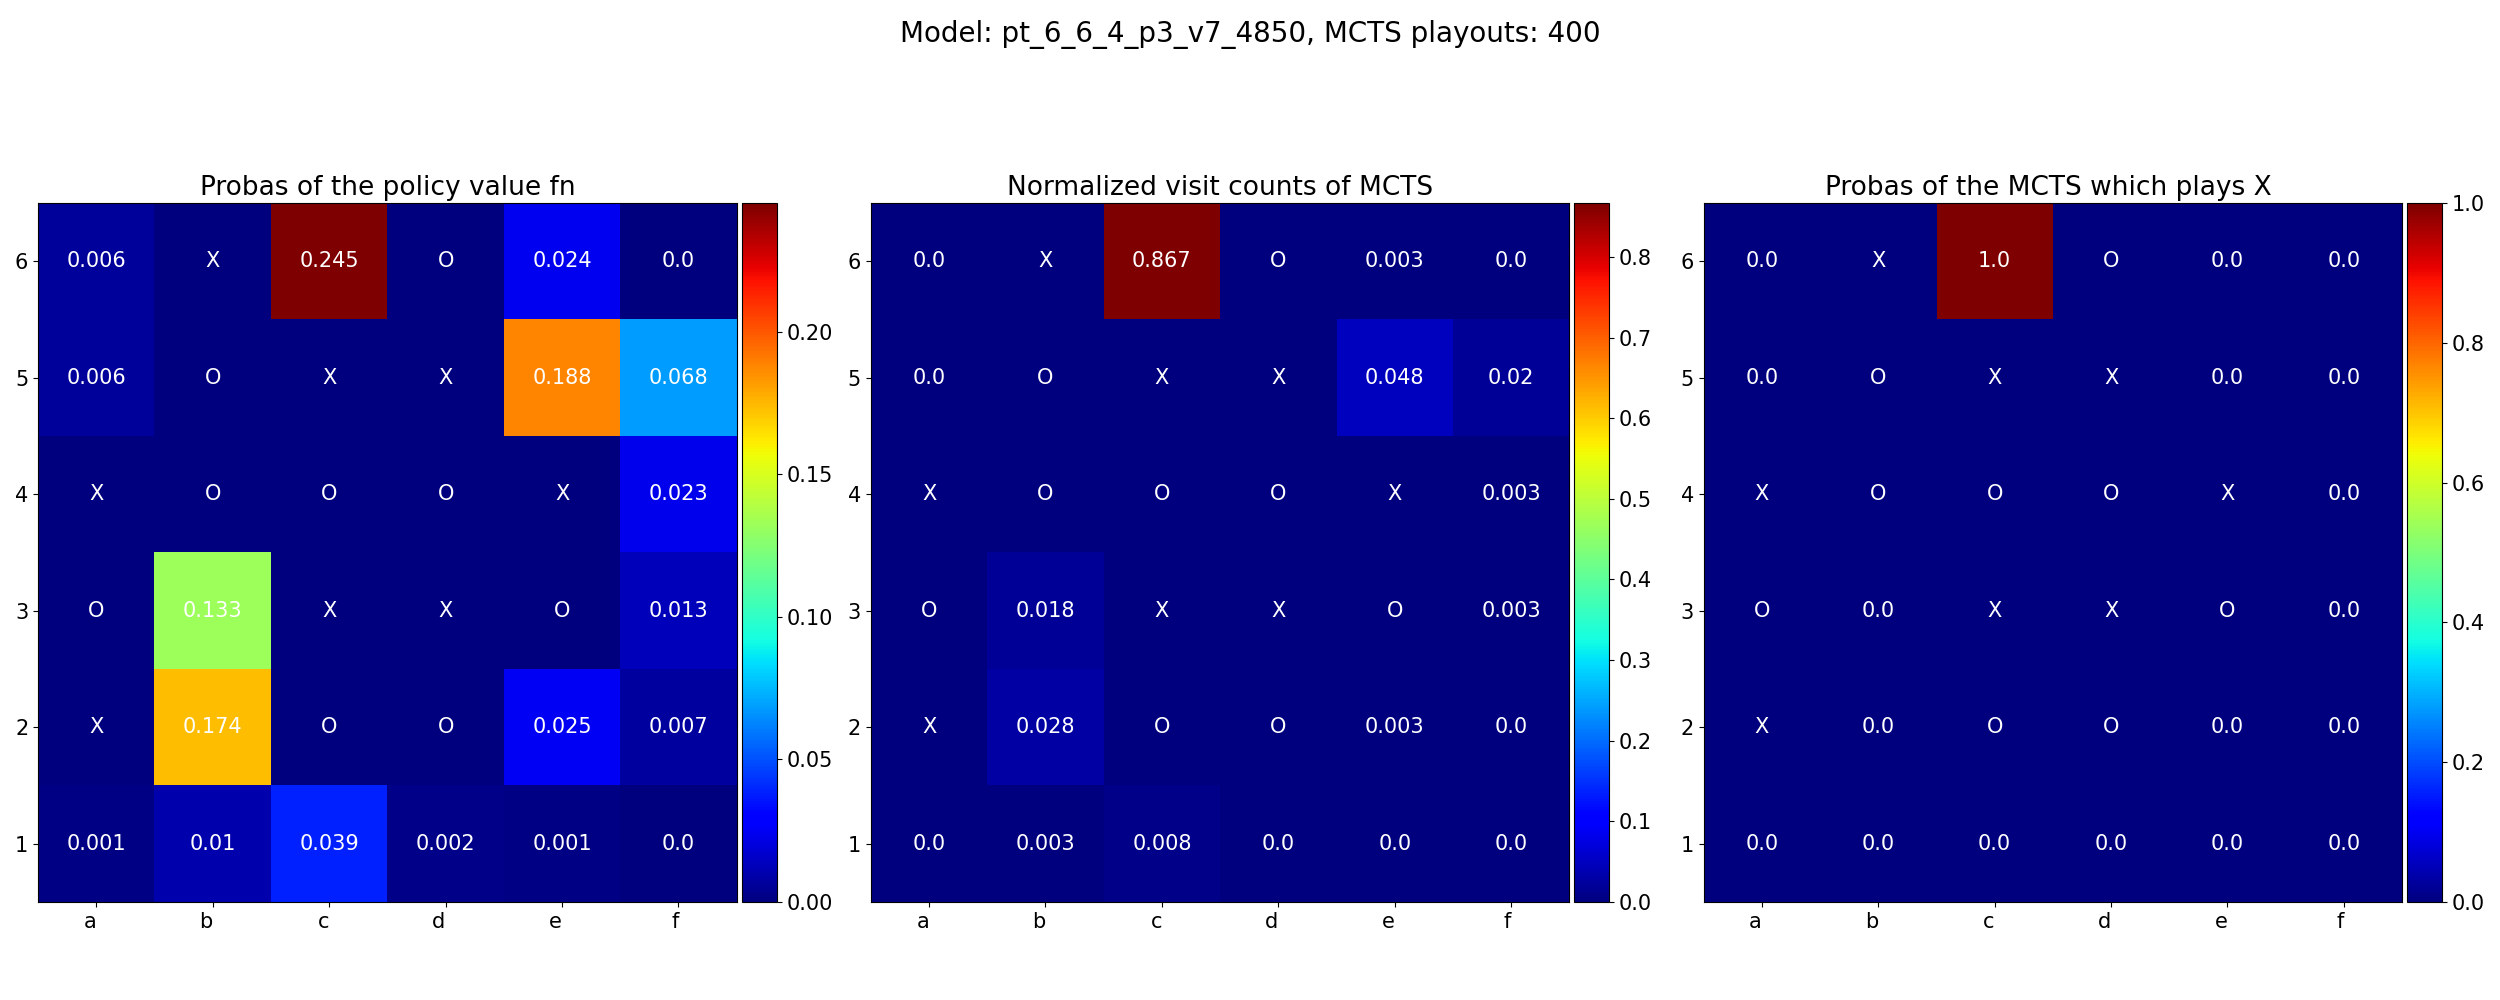 Model: pt_6_6_4_p3_v7_4850, MCTS playouts: 400
Probas of the policy value fn
6 0.006 X 0.245 O 0.024 0.0
5 0.006 O X X 0.188 0.068
4 X O O O X 0.023
3 O 0.133 X X O 0.013
2 X 0.174 O O 0.025 0.007
1 0.001 0.01 0.039 0.002 0.001 0.0
a b c d e f
0.20
0.15
0.10
0.05
0.00
Normalized visit counts of MCTS
6 0.0 X 0.867 O 0.003 0.0
5 0.0 O X X 0.048 0.02
4 X O O O X 0.003
3 O 0.018 X X O 0.003
2 X 0.028 O O 0.003 0.0
1 0.0 0.003 0.008 0.0 0.0 0.0
a b c d e f
0.8
0.7
0.6
0.5
0.4
0.3
0.2
0.1
0.0
Probas of the MCTS which plays X
6 0.0 X 1.0 O 0.0 0.0
5 0.0 O X X 0.0 0.0
4 X O O O X 0.0
3 O 0.0 X X O 0.0
2 X 0.0 O O 0.0 0.0
1 0.0 0.0 0.0 0.0 0.0 0.0
a b c d e f
1.0
0.8
0.6
0.4
0.2
0.0